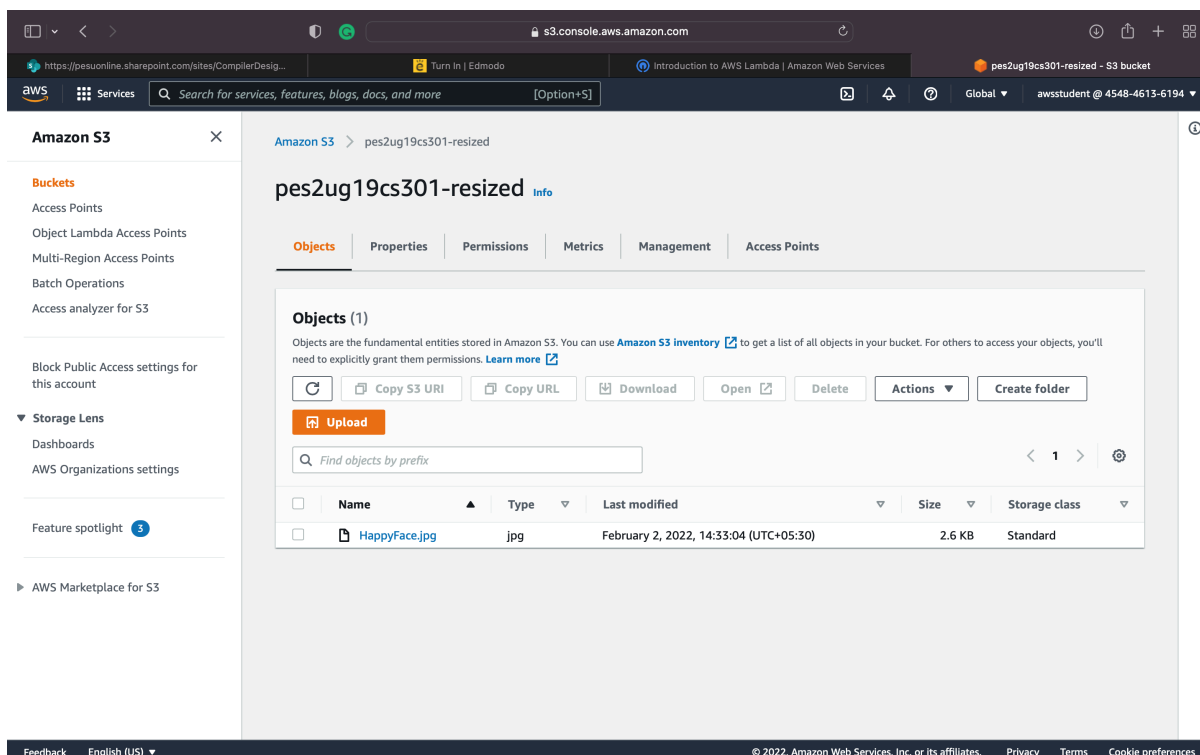 s3.console.aws.amazon.com
https://pesuonline.sharepoint.com/sites/CompilerDesig...
Turn In | Edmodo
Introduction to AWS Lambda | Amazon Web Services
pes2ug19cs301-resized - S3 bucket
aws Services Search for services, features, blogs, docs, and more [Option+S] Global ▼ awsstudent @ 4548-4613-6194 ▼
Amazon S3
Buckets
Access Points
Object Lambda Access Points
Multi-Region Access Points
Batch Operations
Access analyzer for S3
Block Public Access settings for
this account
▼ Storage Lens
Dashboards
AWS Organizations settings
Feature spotlight 3
▶ AWS Marketplace for S3
Amazon S3 > pes2ug19cs301-resized
pes2ug19cs301-resized Info
Objects Properties Permissions Metrics Management Access Points
Objects (1)
Objects are the fundamental entities stored in Amazon S3. You can use Amazon S3 inventory to get a list of all objects in your bucket. For others to access your objects, you'll
need to explicitly grant them permissions. Learn more
Copy S3 URI Copy URL Download Open Delete Actions ▼ Create folder
Upload
Find objects by prefix
< 1 >
Name ▲ Type ▽ Last modified ▽ Size ▽ Storage class ▽
HappyFace.jpg jpg February 2, 2022, 14:33:04 (UTC+05:30) 2.6 KB Standard
Feedback English (US) ▼ © 2022, Amazon Web Services, Inc. or its affiliates. Privacy Terms Cookie preferences